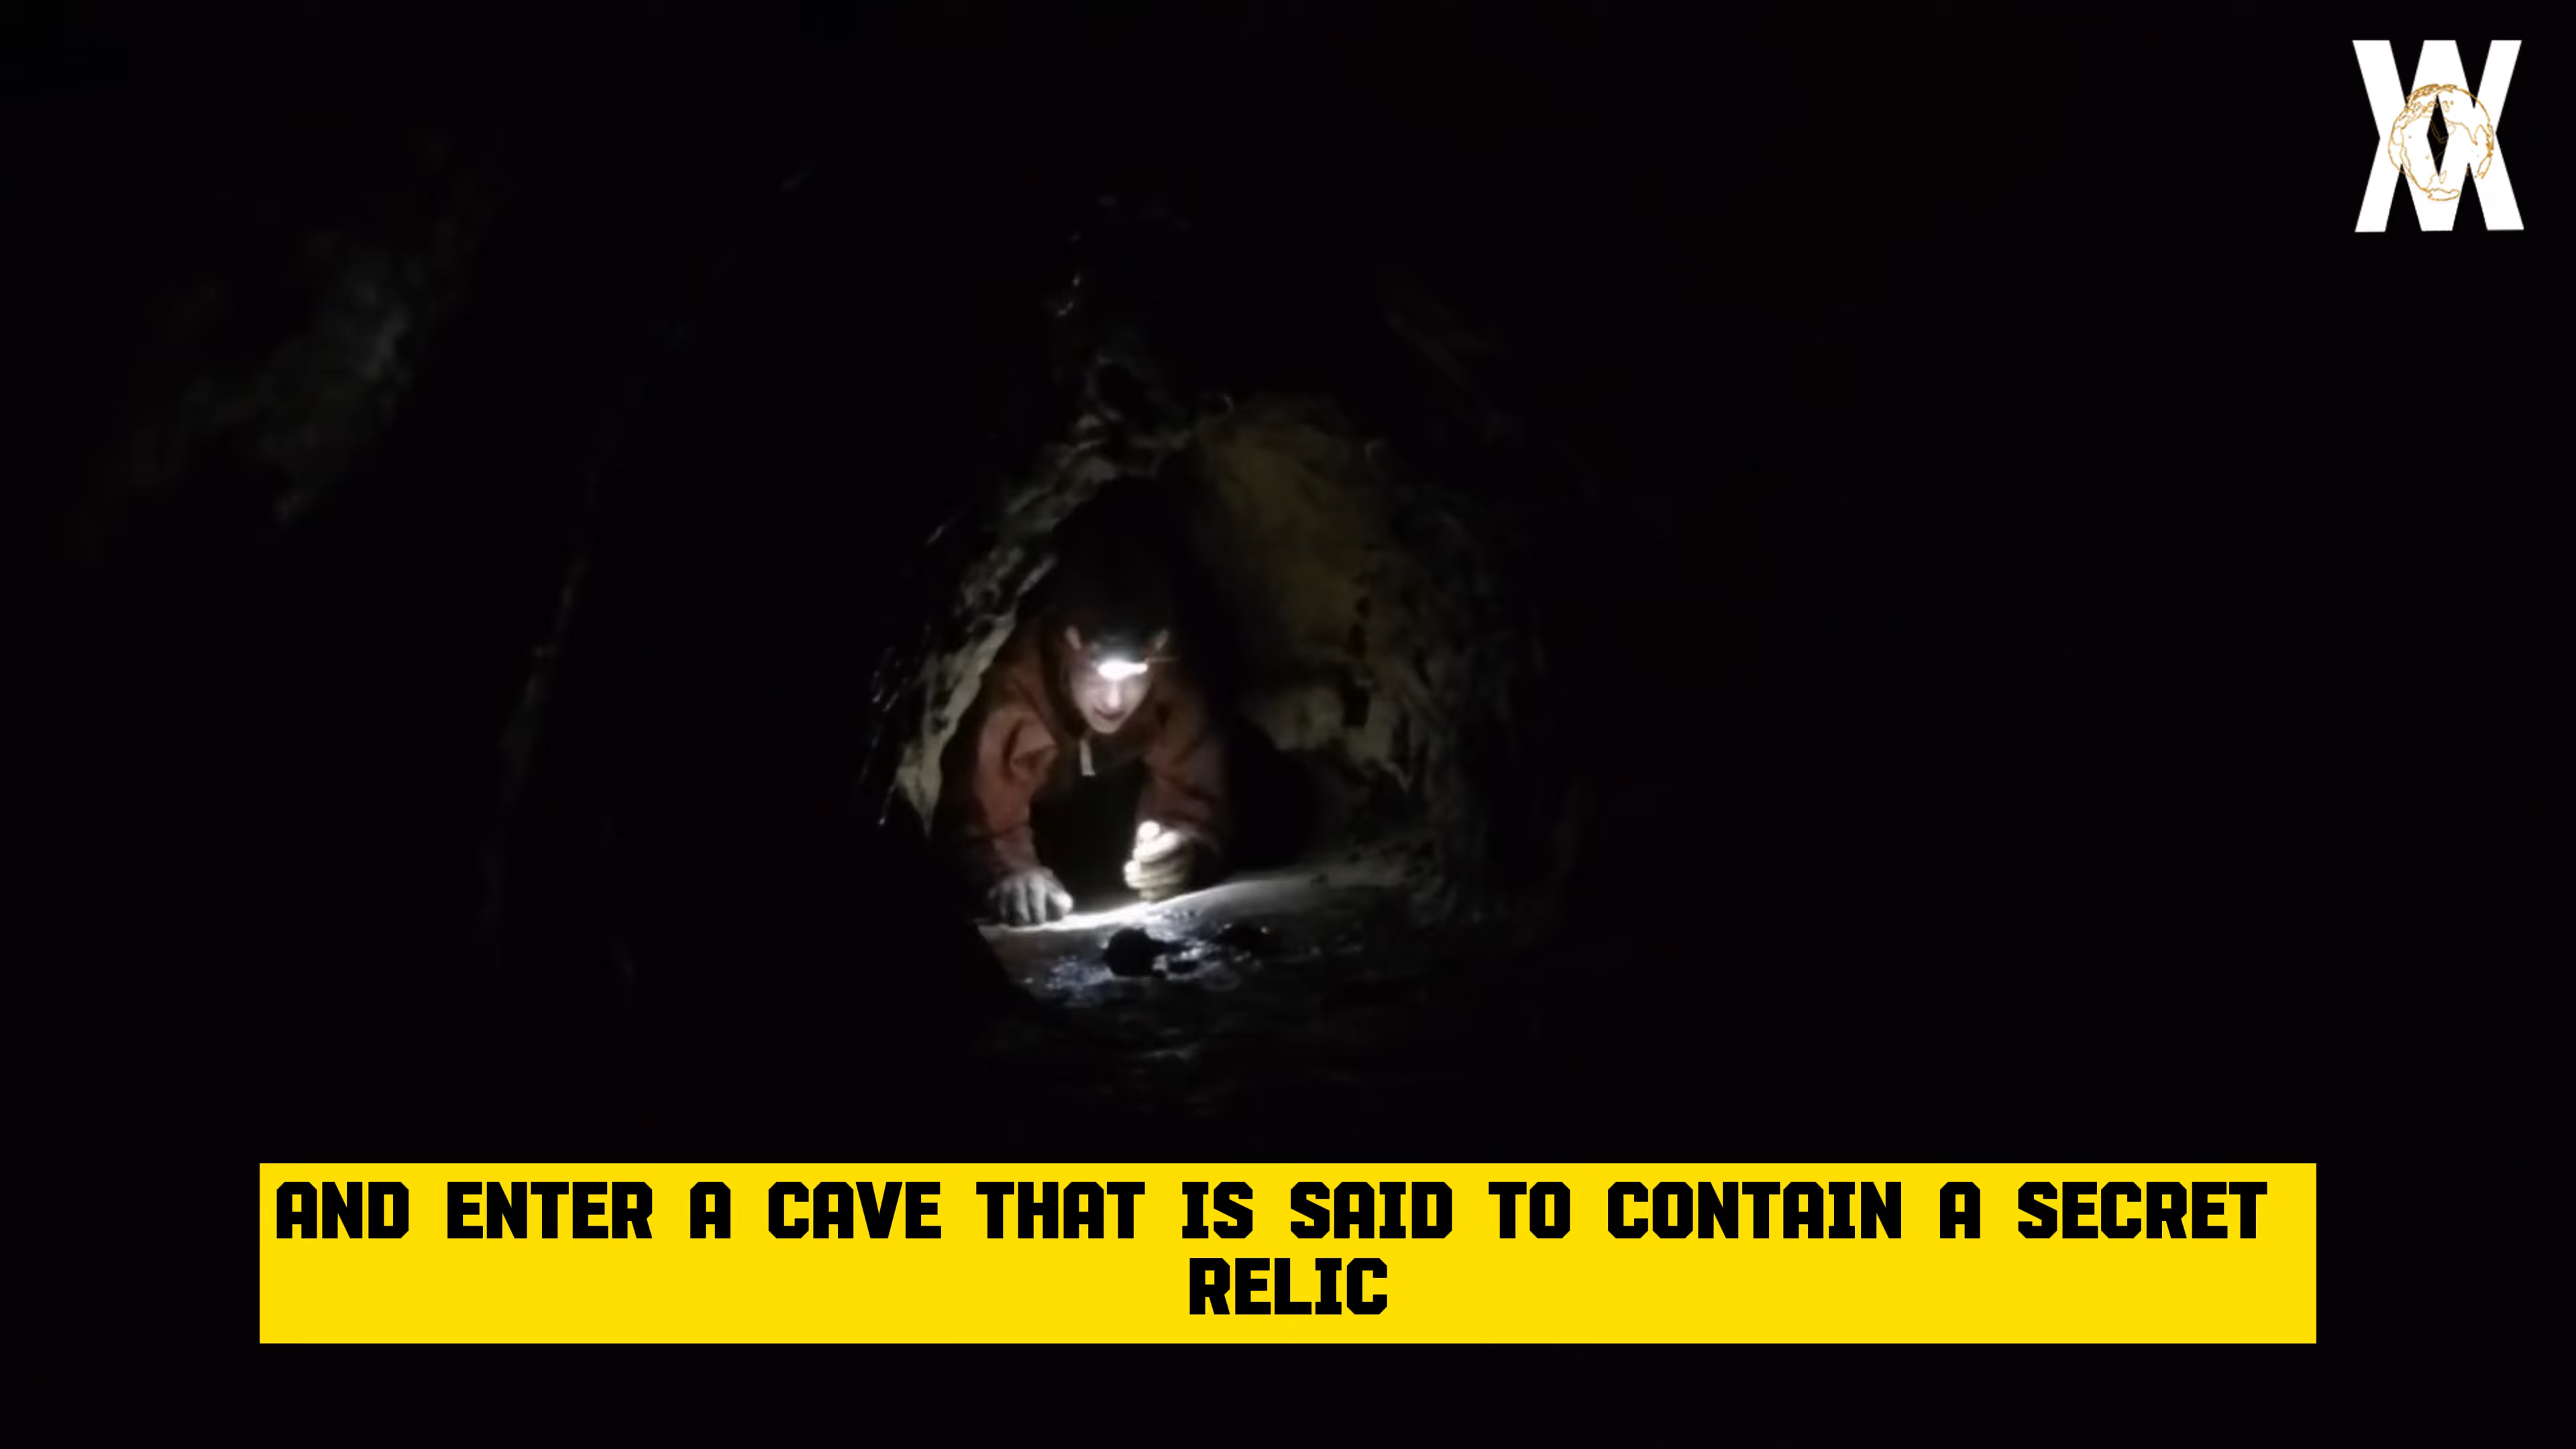 AND ENTER A CAVE THAT IS SAID TO CONTAIN A SECRET
RELIC